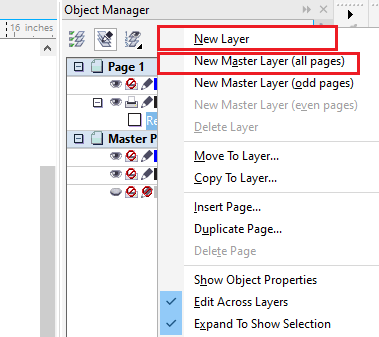 Object Manager
16 inches
New Layer
New Master Layer (all pages)
Page 1
New Master Layer (odd pages)
New Master Layer (even pages)
Re
Delete Layer
Master P
Move To Layer...
Copy To Layer...
Insert Page...
Duplicate Page...
Delete Page
Show Object Properties
Edit Across Layers
Expand To Show Selection